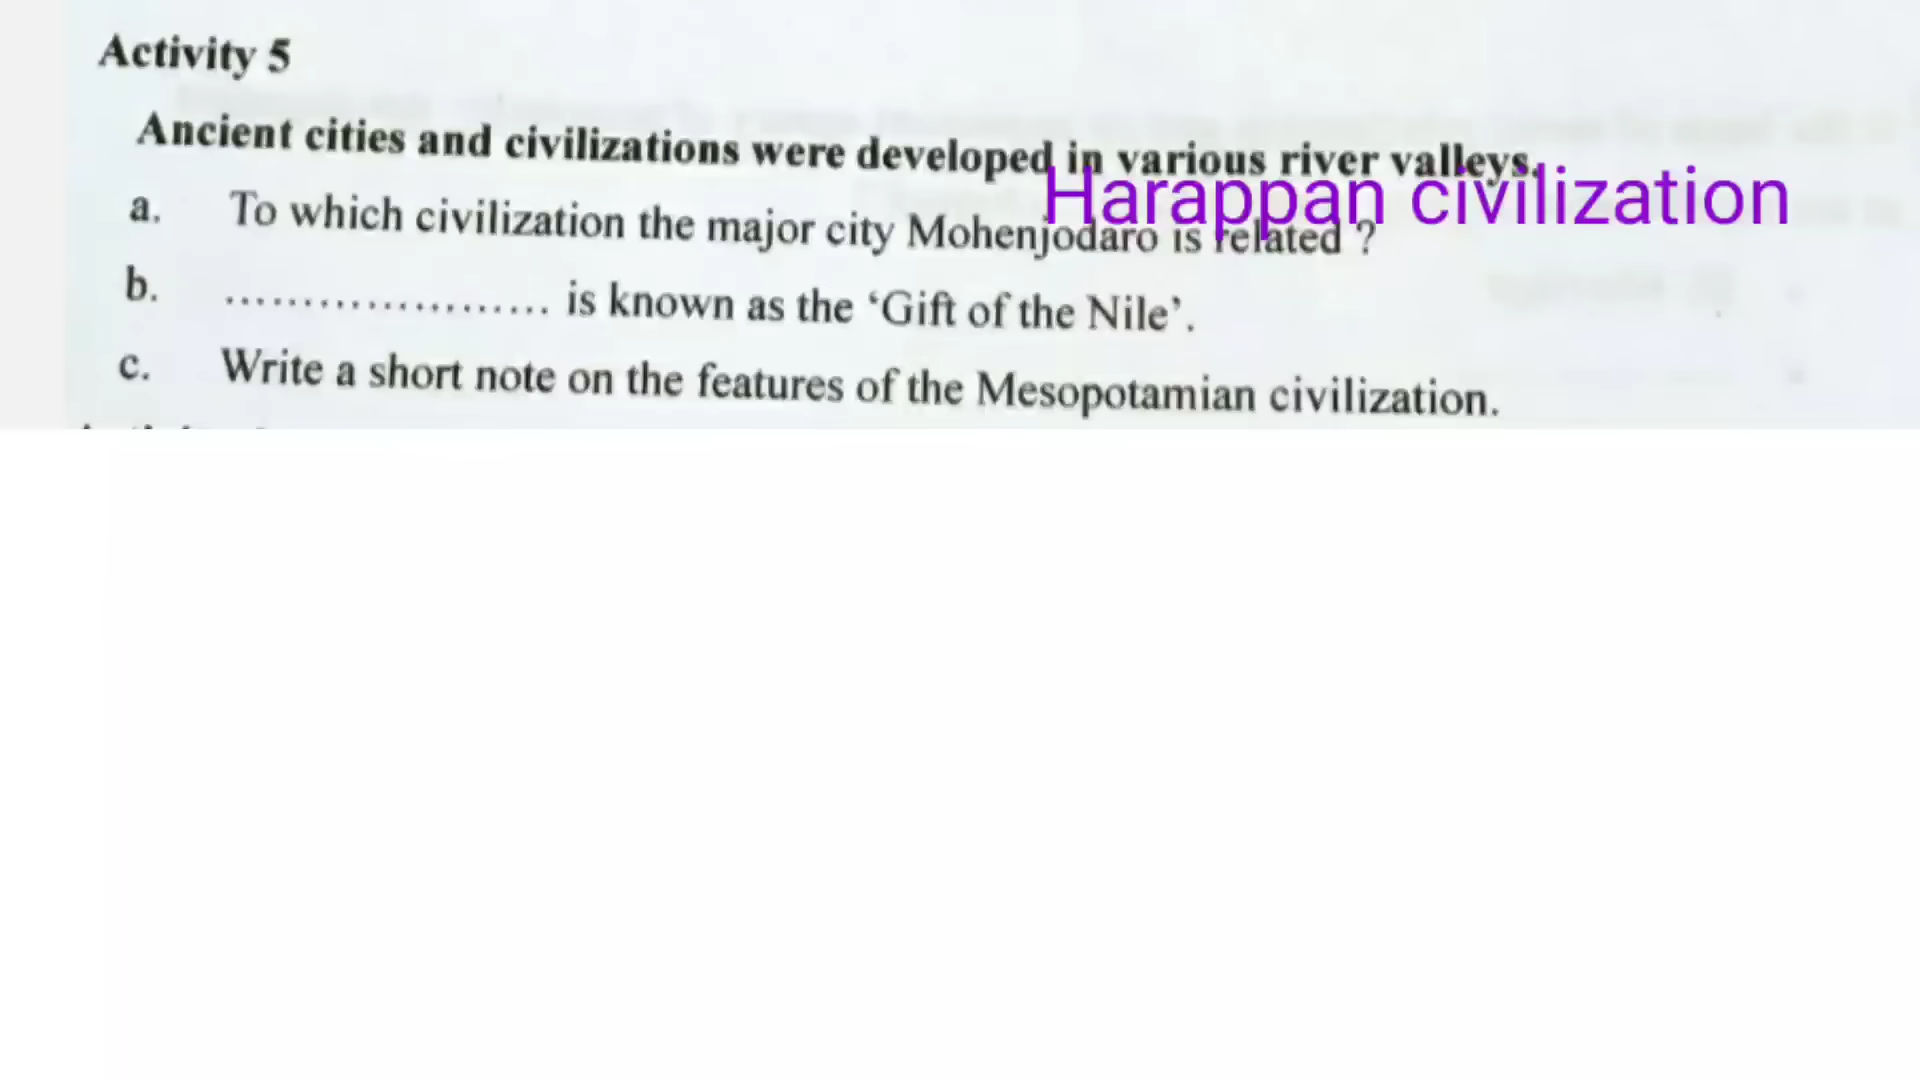 Activity 5
Ancient cities and civilizations were developed in various river valleys.
Harappan civilization
a. To which civilization the major city Mohenjodaro is related ?
b. ..................... is known as the ‘Gift of the Nile’.
c. Write a short note on the features of the Mesopotamian civilization.